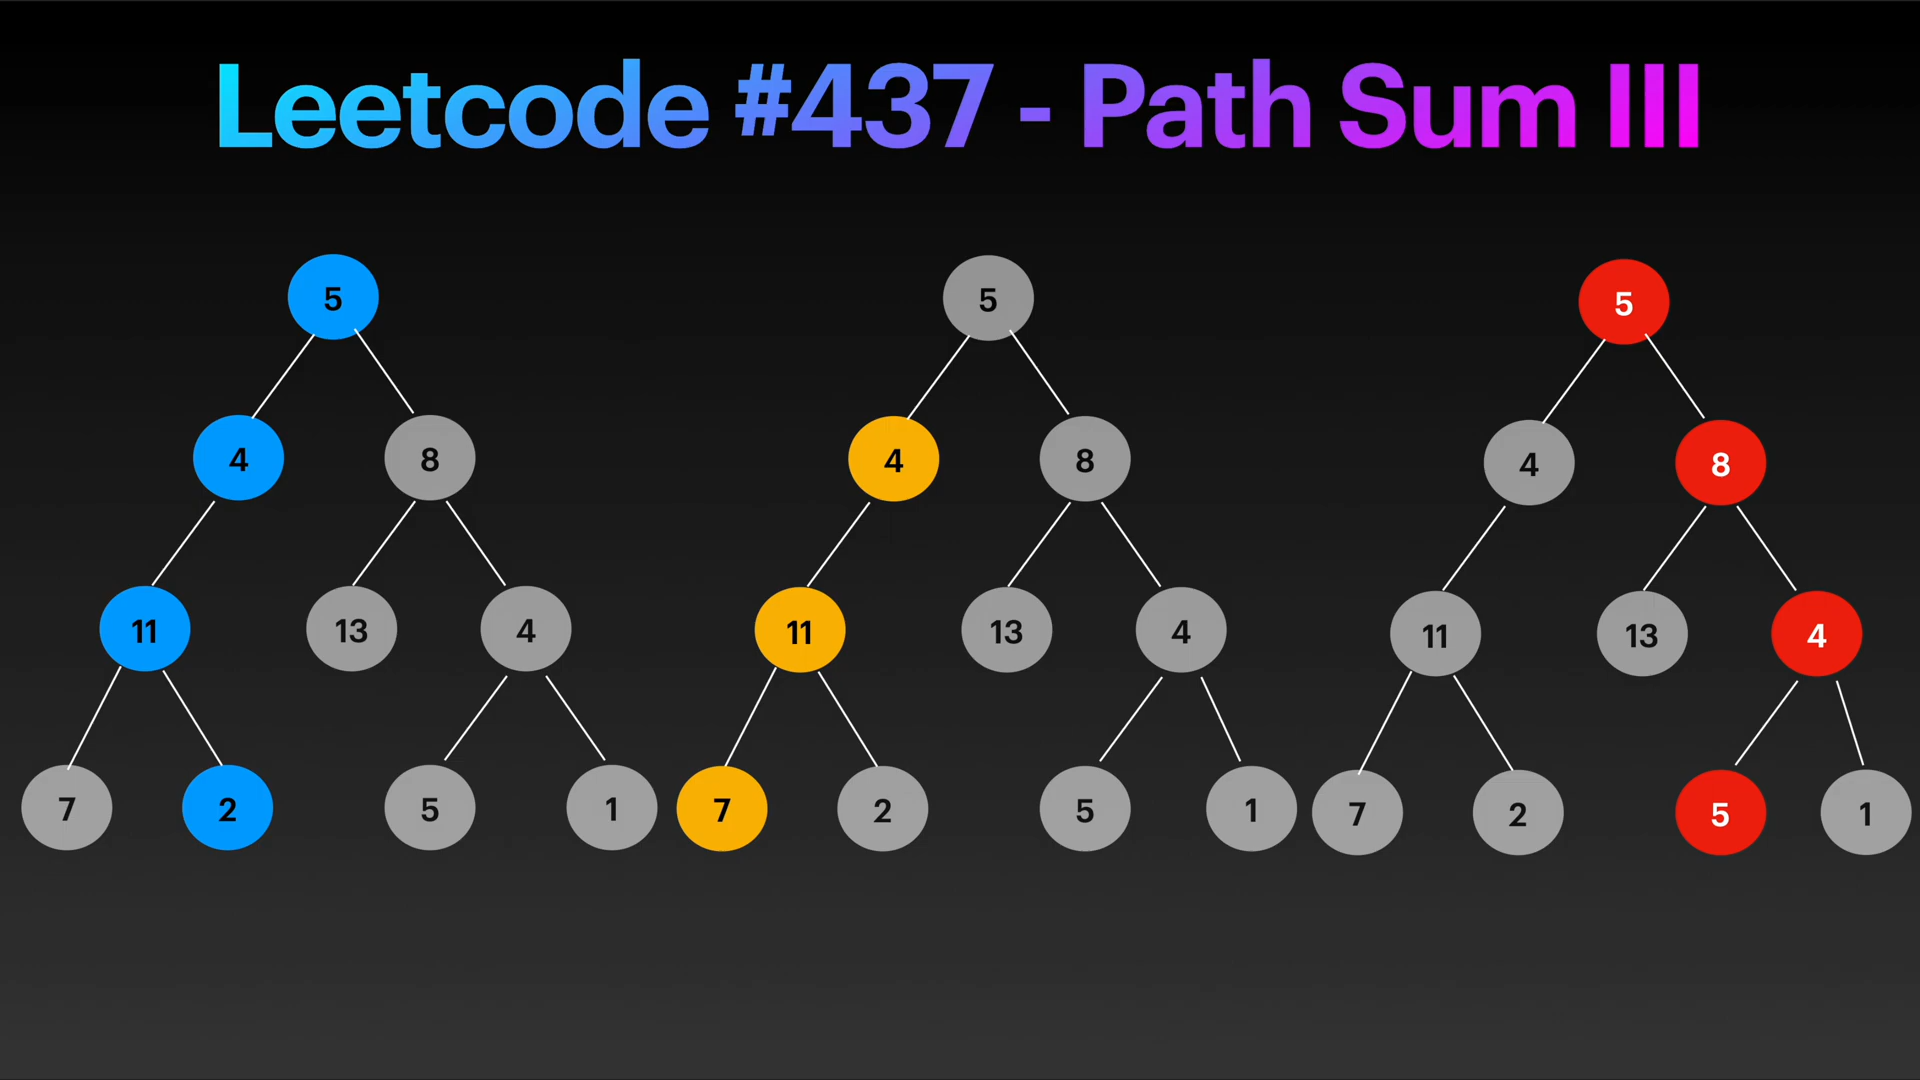 Leetcode #437 - Path Sum III
5 5 5
4 8 4 8 4 8
11 13 4 11 13 4 11 13 4
7 2 5 1 7 2 5 1 7 2 5 1